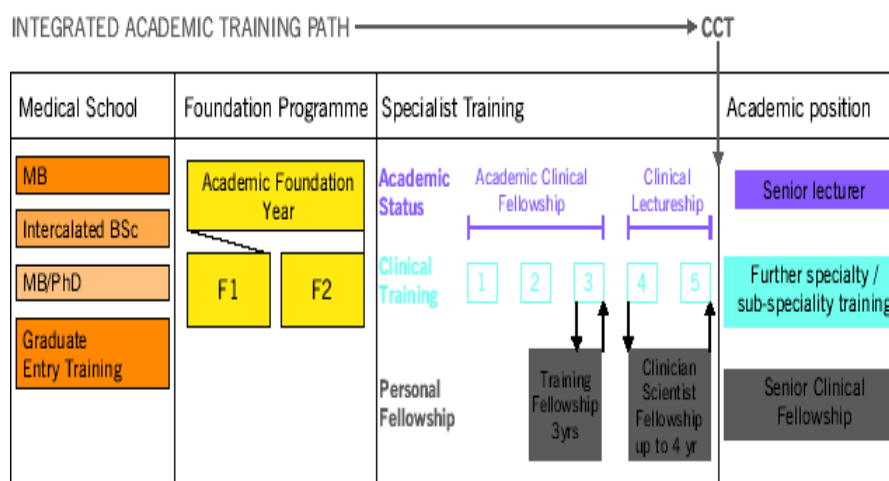 INTEGRATED ACADEMIC TRAINING PATH
CCT
Medical School
Foundation Programme
Specialist Training
Academic position
MB
Intercalated BSc
MB/PhD
Graduate
Entry Training
Academic Foundation
Year
F1
F2
Academic
Status
Academic Clinical
Fellowship
Clinical
Lectureship
Clinical
Training
1
2
3
4
5
Personal
Fellowship
Training
Fellowship
3yrs
Clinician
Scientist
Fellowship
up to 4 yr
Senior lecturer
Further specialty /
sub-speciality training
Senior Clinical
Fellowship